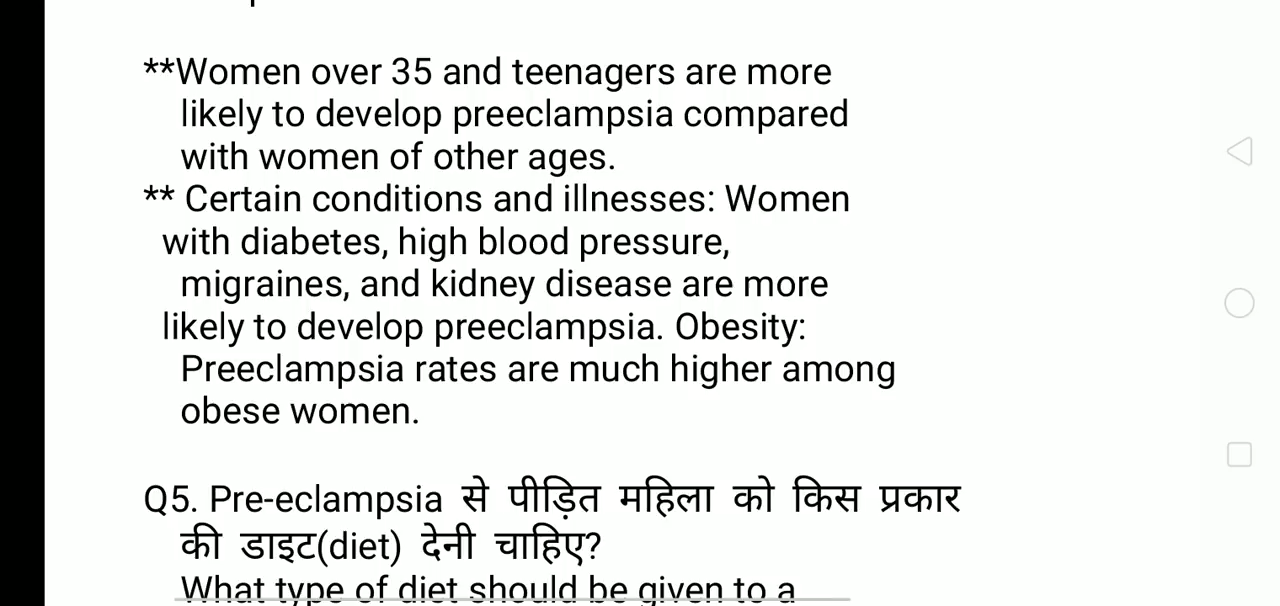 **Women over 35 and teenagers are more
likely to develop preeclampsia compared
with women of other ages.
** Certain conditions and illnesses: Women
with diabetes, high blood pressure,
migraines, and kidney disease are more
likely to develop preeclampsia. Obesity:
Preeclampsia rates are much higher among
obese women.
Q5. Pre-eclampsia से पीड़ित महिला को किस प्रकार
की डाइट(diet) देनी चाहिए?
What type of diet should be given to a